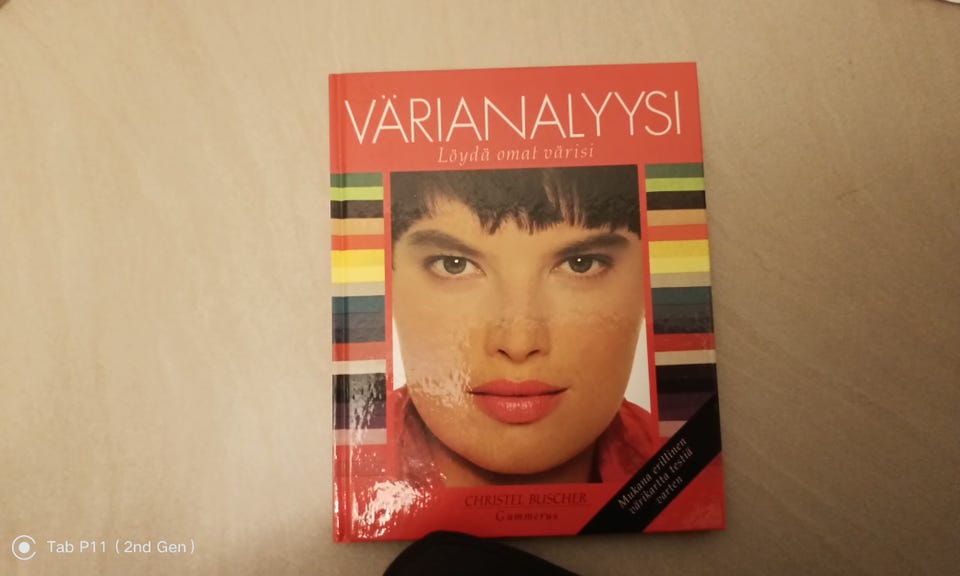 VÄRIANALYYSI
Löydä omat värisi
CHRISTEL BUSCHER
Gummerus
Mukana erillinen
värikartta testiä
varten
Tab P11 (2nd Gen)